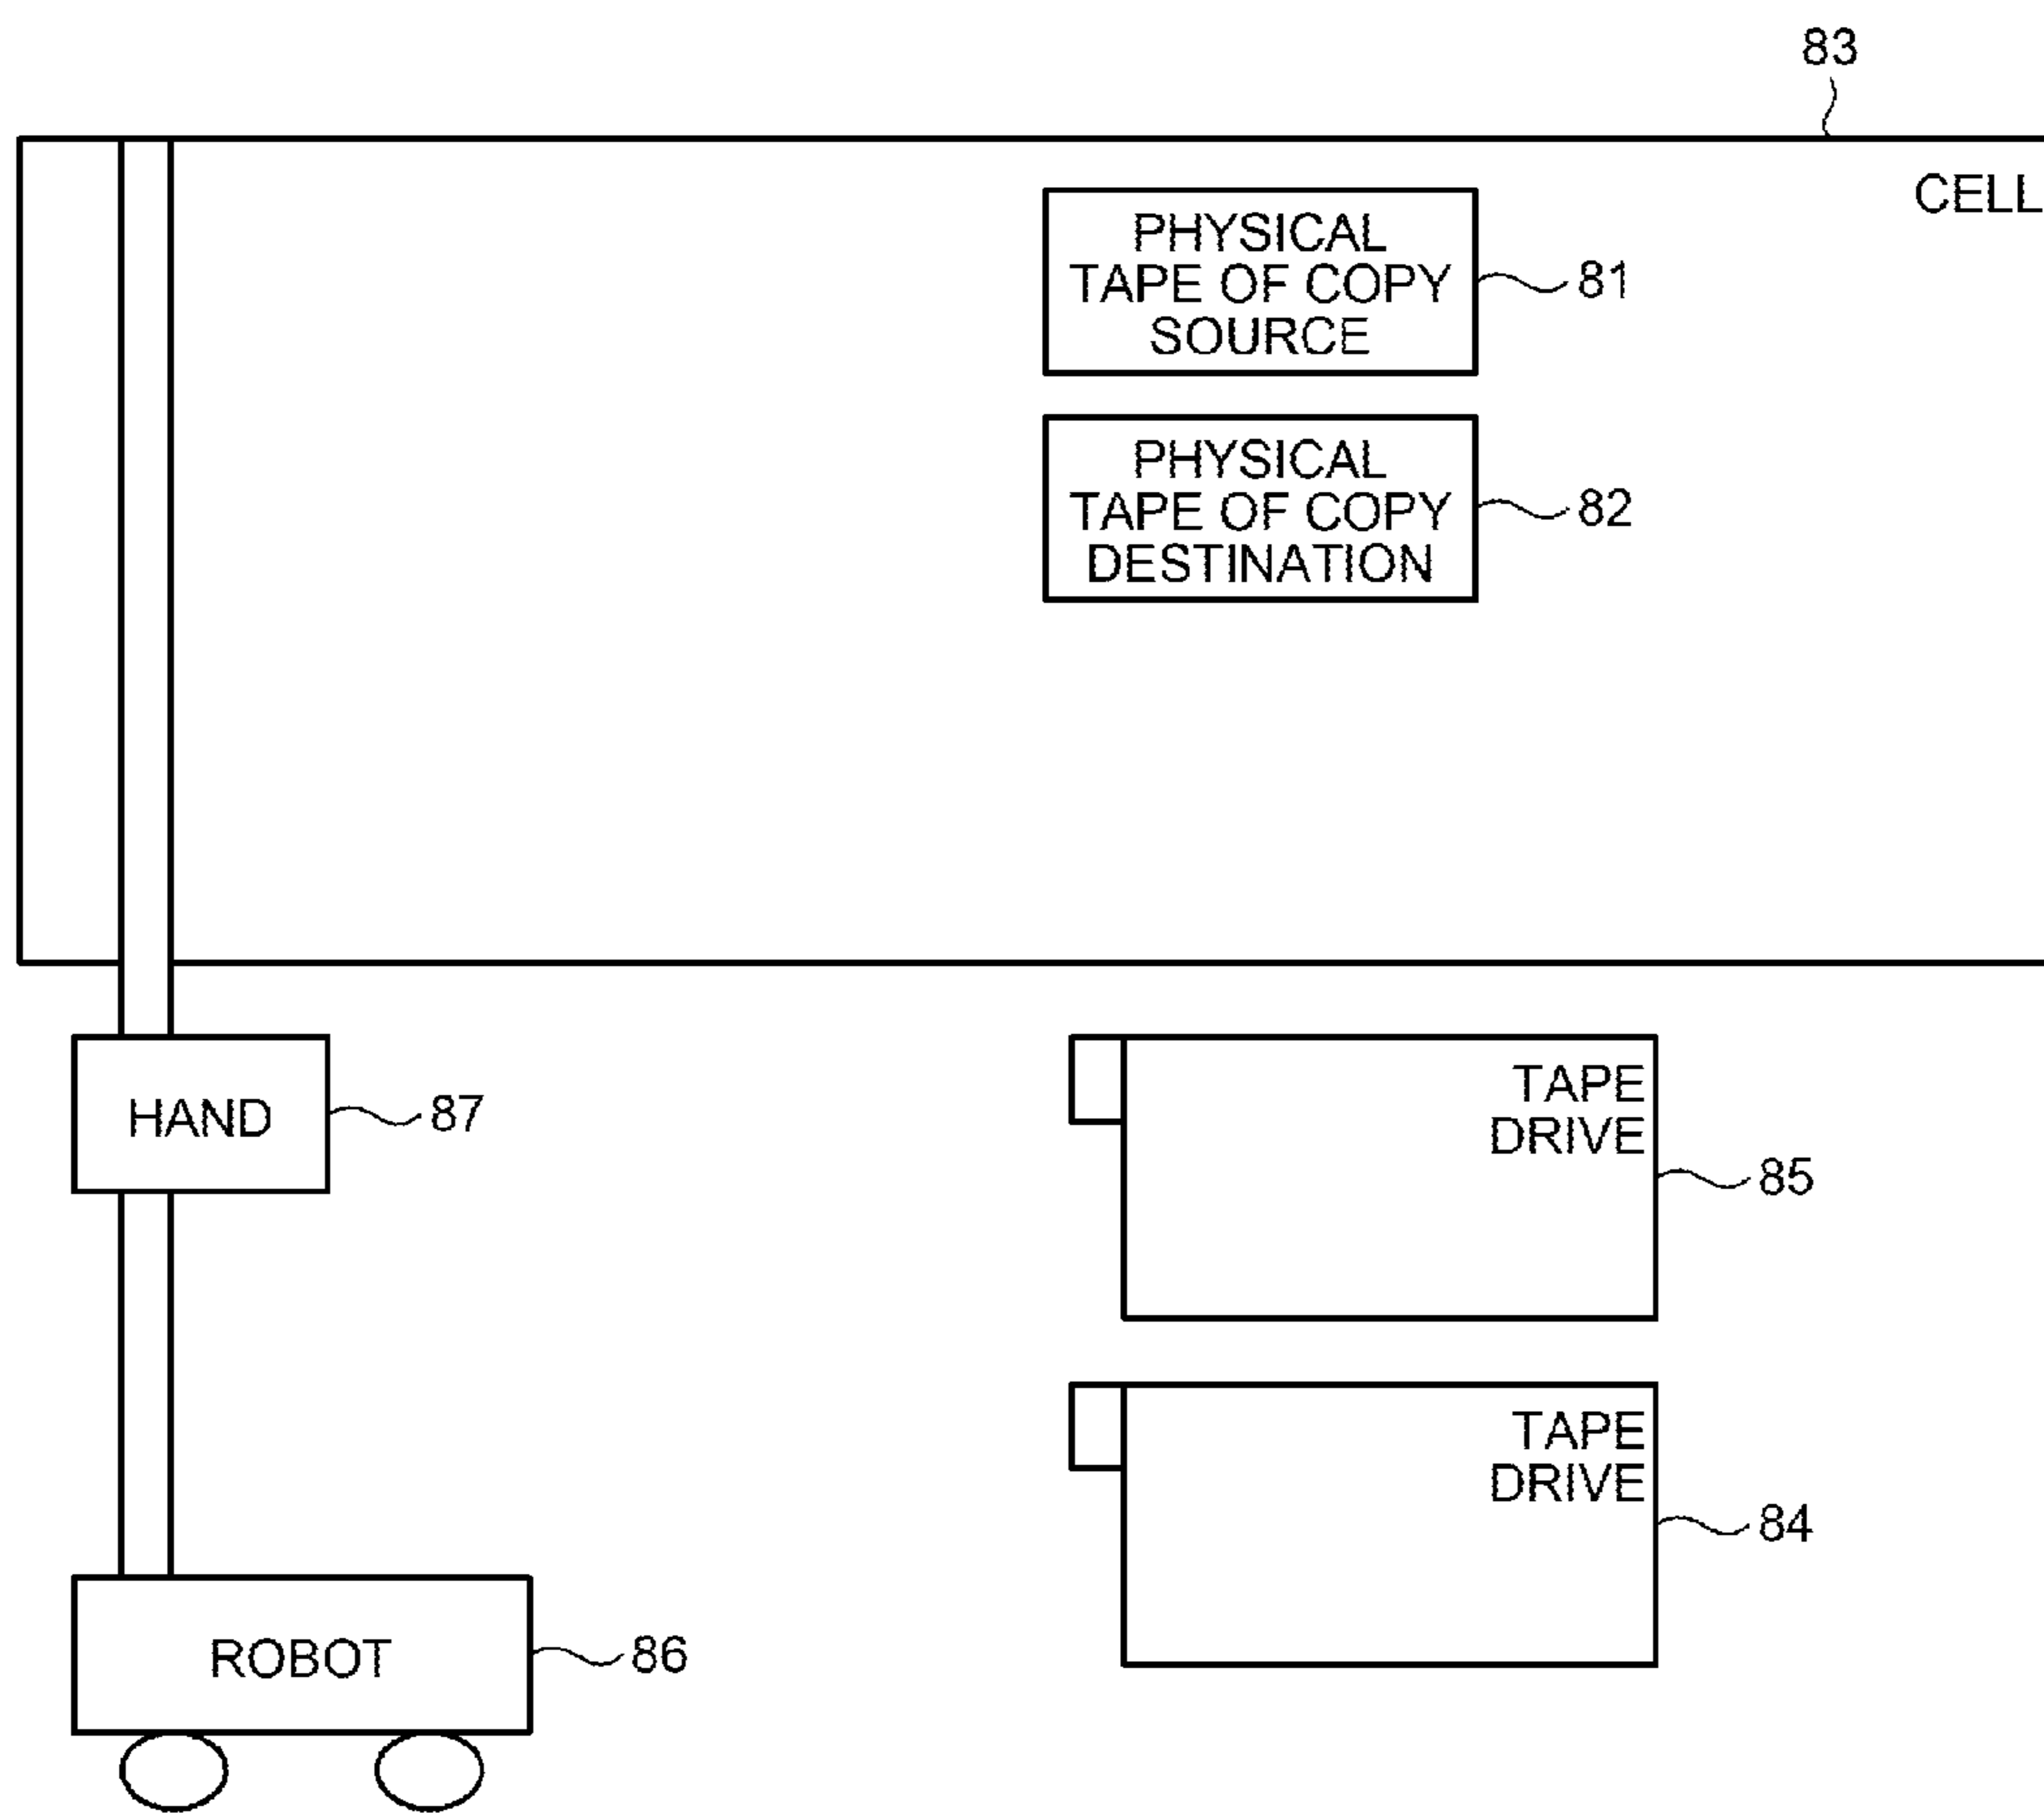 83
CELL
PHYSICAL
TAPE OF COPY
SOURCE
81
PHYSICAL
TAPE OF COPY
DESTINATION
82
HAND
87
TAPE
DRIVE
85
TAPE
DRIVE
84
ROBOT
86